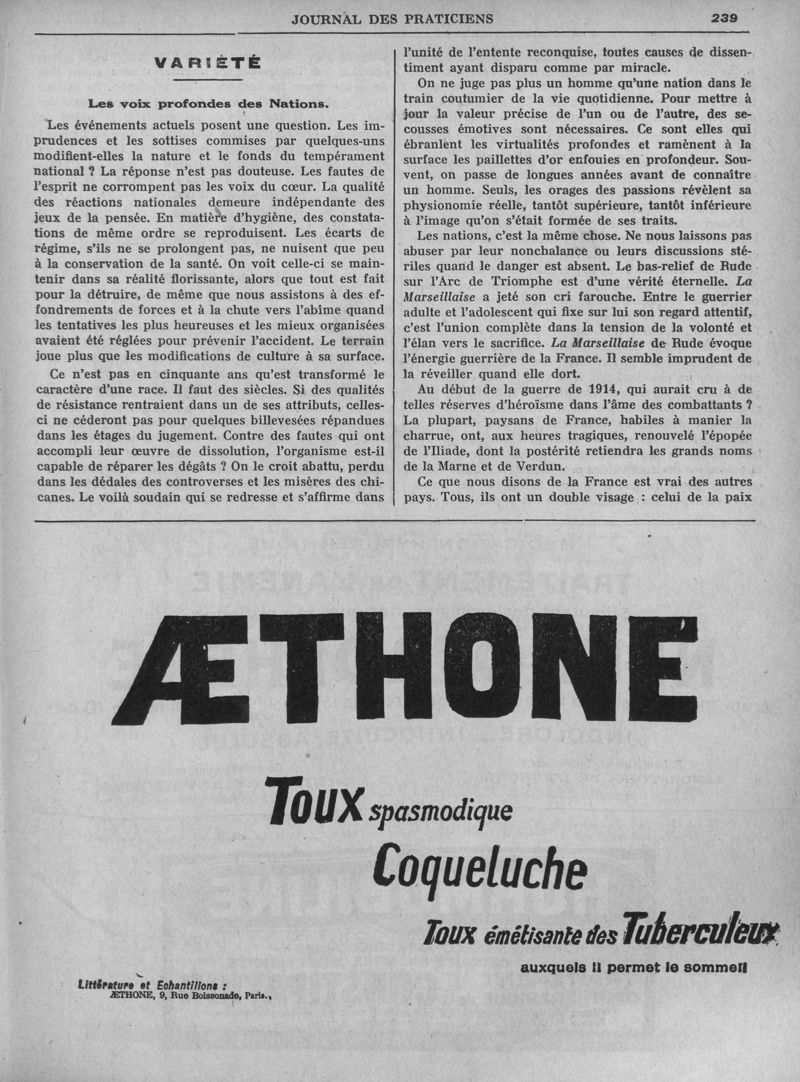 JOURNAL DES PRATICIENS 239
VARIÉTÉ
Les voix profondes des Nations.
Les événements actuels posent une question. Les im-
prudences et les sottises commises par quelques-uns
modifient-elles la nature et le fonds du tempérament
national ? La réponse n'est pas douteuse. Les fautes de
l'esprit ne corrompent pas les voix du cœur. La qualité
des réactions nationales demeure indépendante des
jeux de la pensée. En matière d'hygiène, des constata-
tions de même ordre se reproduisent. Les écarts de
régime, s'ils ne se prolongent pas, ne nuisent que peu
à la conservation de la santé. On voit celle-ci se main-
tenir dans sa réalité florissante, alors que tout est fait
pour la détruire, de même que nous assistons à des ef-
fondrements de forces et à la chute vers l'abîme quand
les tentatives les plus heureuses et les mieux organisées
avaient été réglées pour prévenir l'accident. Le terrain
joue plus que les modifications de culture à sa surface.
Ce n'est pas en cinquante ans qu'est transformé le
caractère d'une race. Il faut des siècles. Si des qualités
de résistance rentraient dans un de ses attributs, celles-
ci ne céderont pas pour quelques billevesées répandues
dans les étages du jugement. Contre des fautes qui ont
accompli leur œuvre de dissolution, l'organisme est-il
capable de réparer les dégâts ? On le croit abattu, perdu
dans les dédales des controverses et les misères des chi-
canes. Le voilà soudain qui se redresse et s'affirme dans
l'unité de l'entente reconquise, toutes causes de dissen-
timent ayant disparu comme par miracle.
On ne juge pas plus un homme qu'une nation dans le
train coutumier de la vie quotidienne. Pour mettre à
jour la valeur précise de l'un ou de l'autre, des se-
cousses émotives sont nécessaires. Ce sont elles qui
ébranlent les virtualités profondes et ramènent à la
surface les paillettes d'or enfouies en profondeur. Sou-
vent, on passe de longues années avant de connaître
un homme. Seuls, les orages des passions révèlent sa
physionomie réelle, tantôt supérieure, tantôt inférieure
à l'image qu'on s'était formée de ses traits.
Les nations, c'est la même chose. Ne nous laissons pas
abuser par leur nonchalance ou leurs discussions sté-
riles quand le danger est absent. Le bas-relief de Rude
sur l'Arc de Triomphe est d'une vérité éternelle. La
Marseillaise a jeté son cri farouche. Entre le guerrier
adulte et l'adolescent qui fixe sur lui son regard attentif,
c'est l'union complète dans la tension de la volonté et
l'élan vers le sacrifice. La Marseillaise de Rude évoque
l'énergie guerrière de la France. Il semble imprudent de
la réveiller quand elle dort.
Au début de la guerre de 1914, qui aurait cru à de
telles réserves d'héroïsme dans l'âme des combattants ?
La plupart, paysans de France, habiles à manier la
charrue, ont, aux heures tragiques, renouvelé l'épopée
de l'Iliade, dont la postérité retiendra les grands noms
de la Marne et de Verdun.
Ce que nous disons de la France est vrai des autres
pays. Tous, ils ont un double visage : celui de la paix
ÆTHONE
Toux spasmodique
Coqueluche
Toux émétisante des Tuberculeux
auxquels il permet le sommeil
Littérature et Echantillons :
ÆTHONE, 9, Rue Boissonade, Paris.